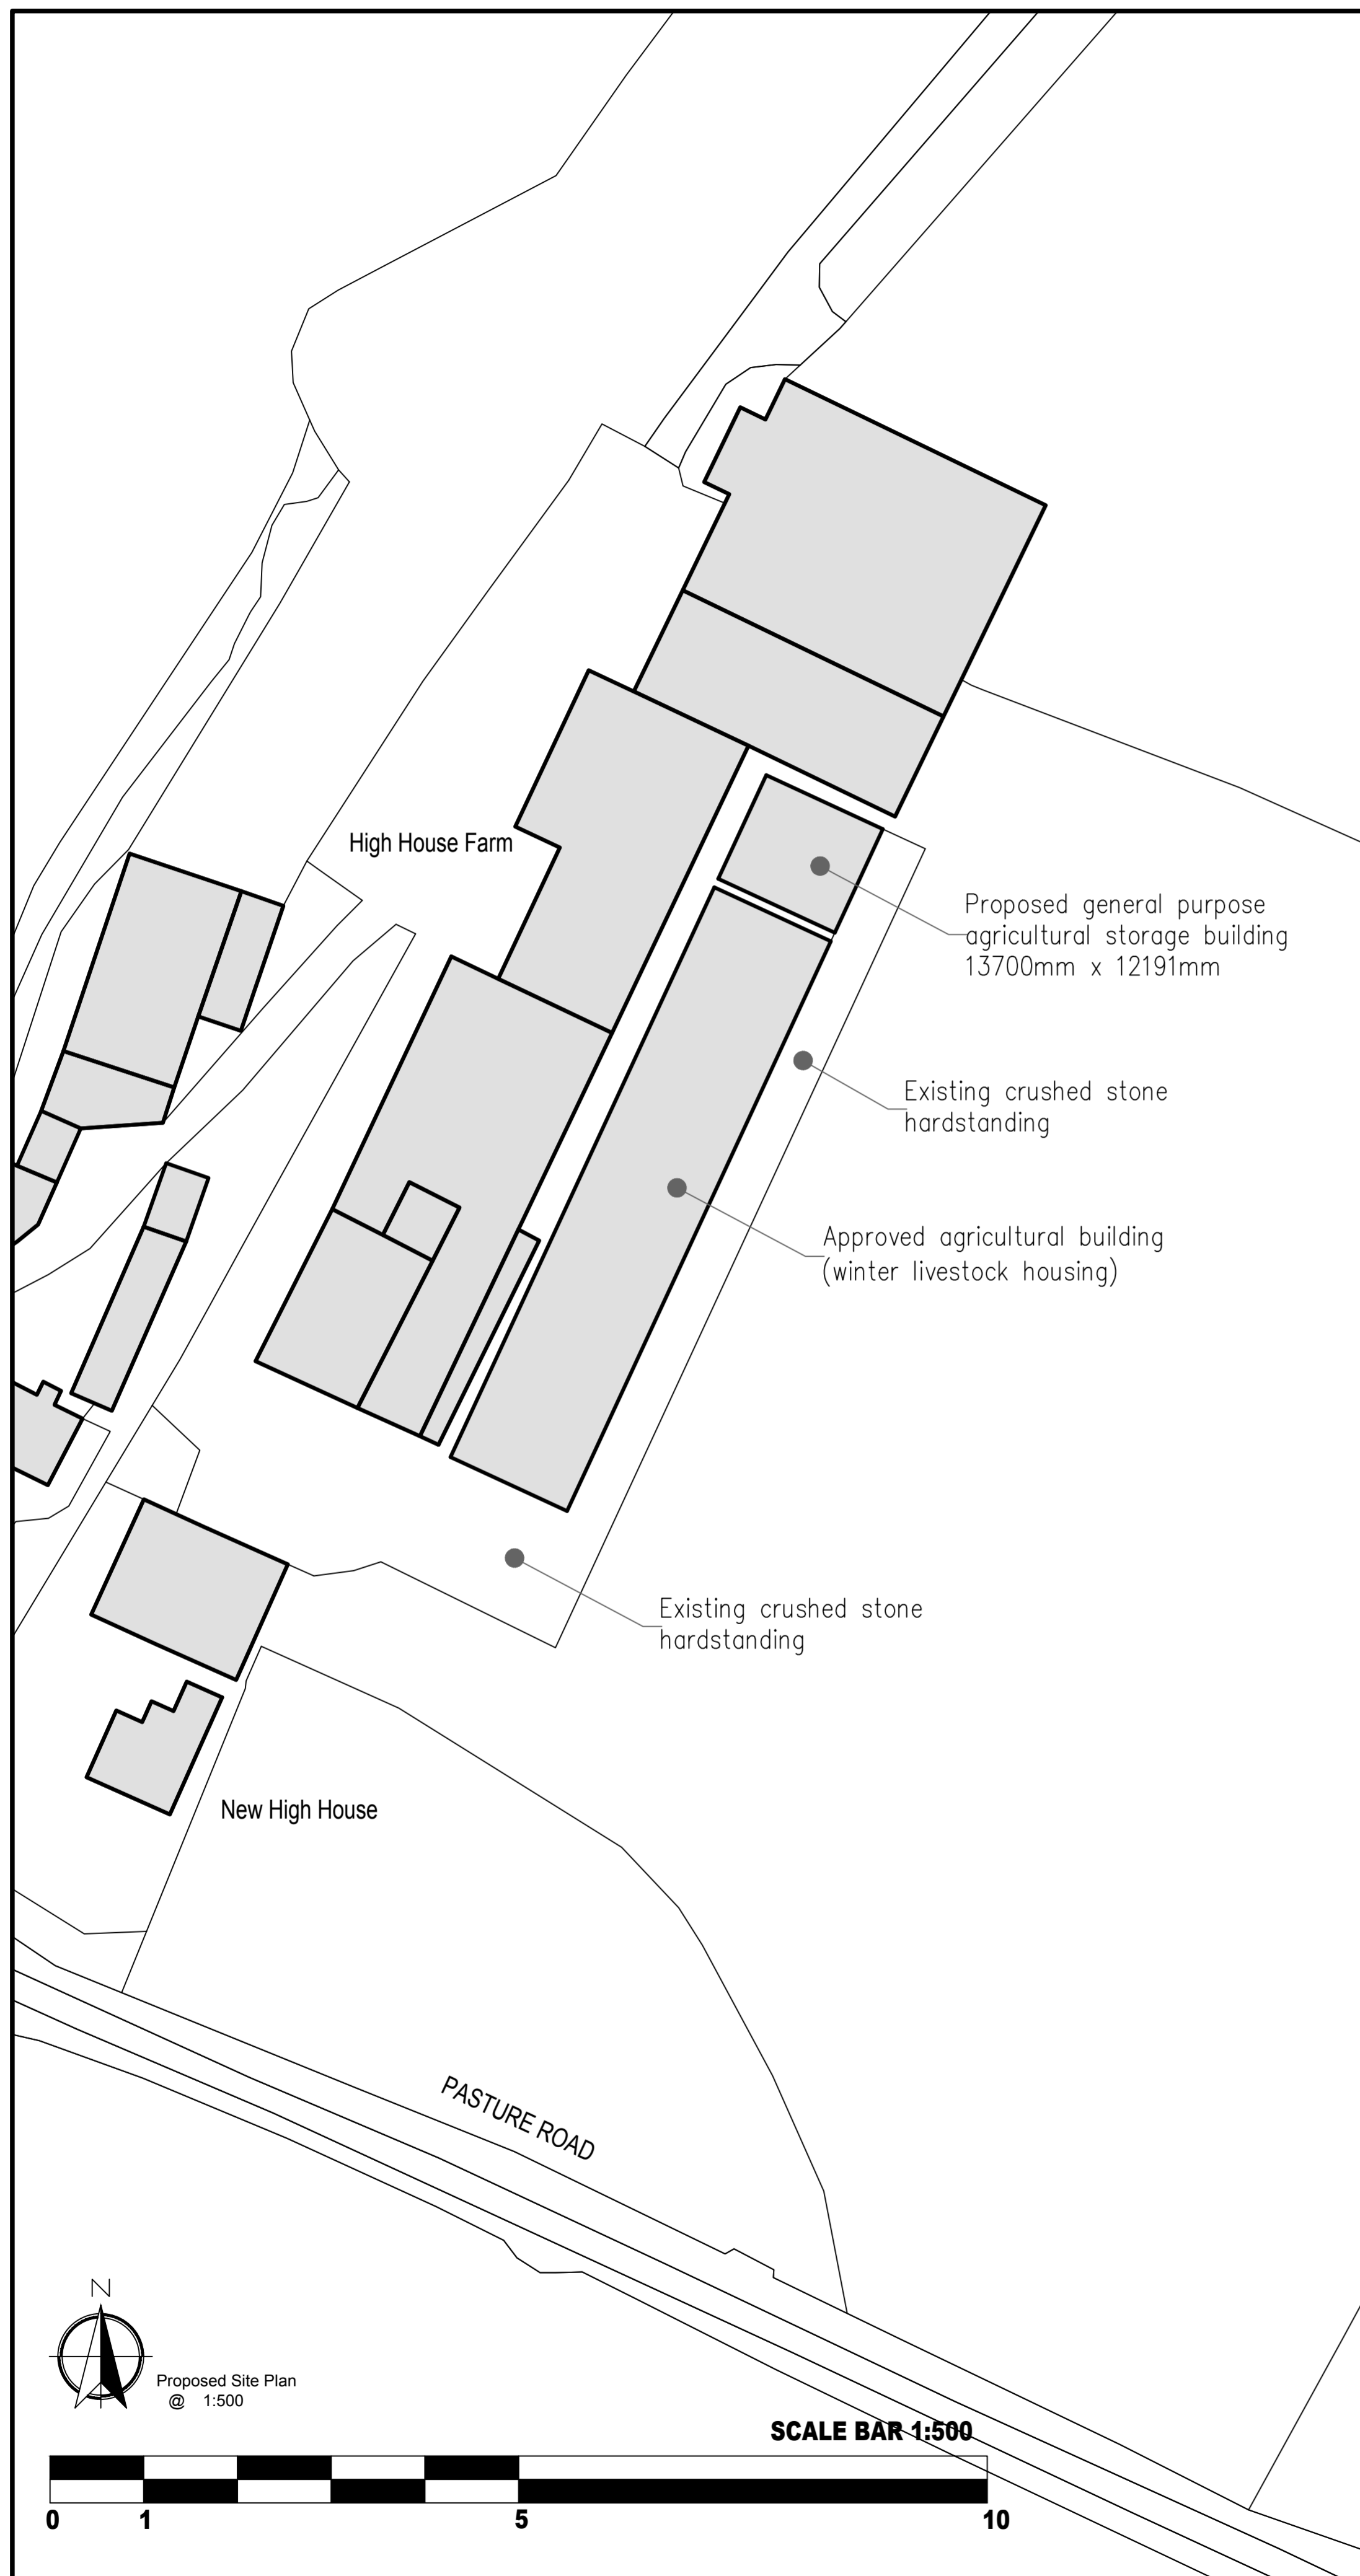 High House Farm
Proposed general purpose
agricultural storage building
13700mm x 12191mm
Existing crushed stone
hardstanding
Approved agricultural building
(winter livestock housing)
Existing crushed stone
hardstanding
New High House
PASTURE ROAD
N
Proposed Site Plan
@ 1:500
SCALE BAR 1:500
0 1 5 10